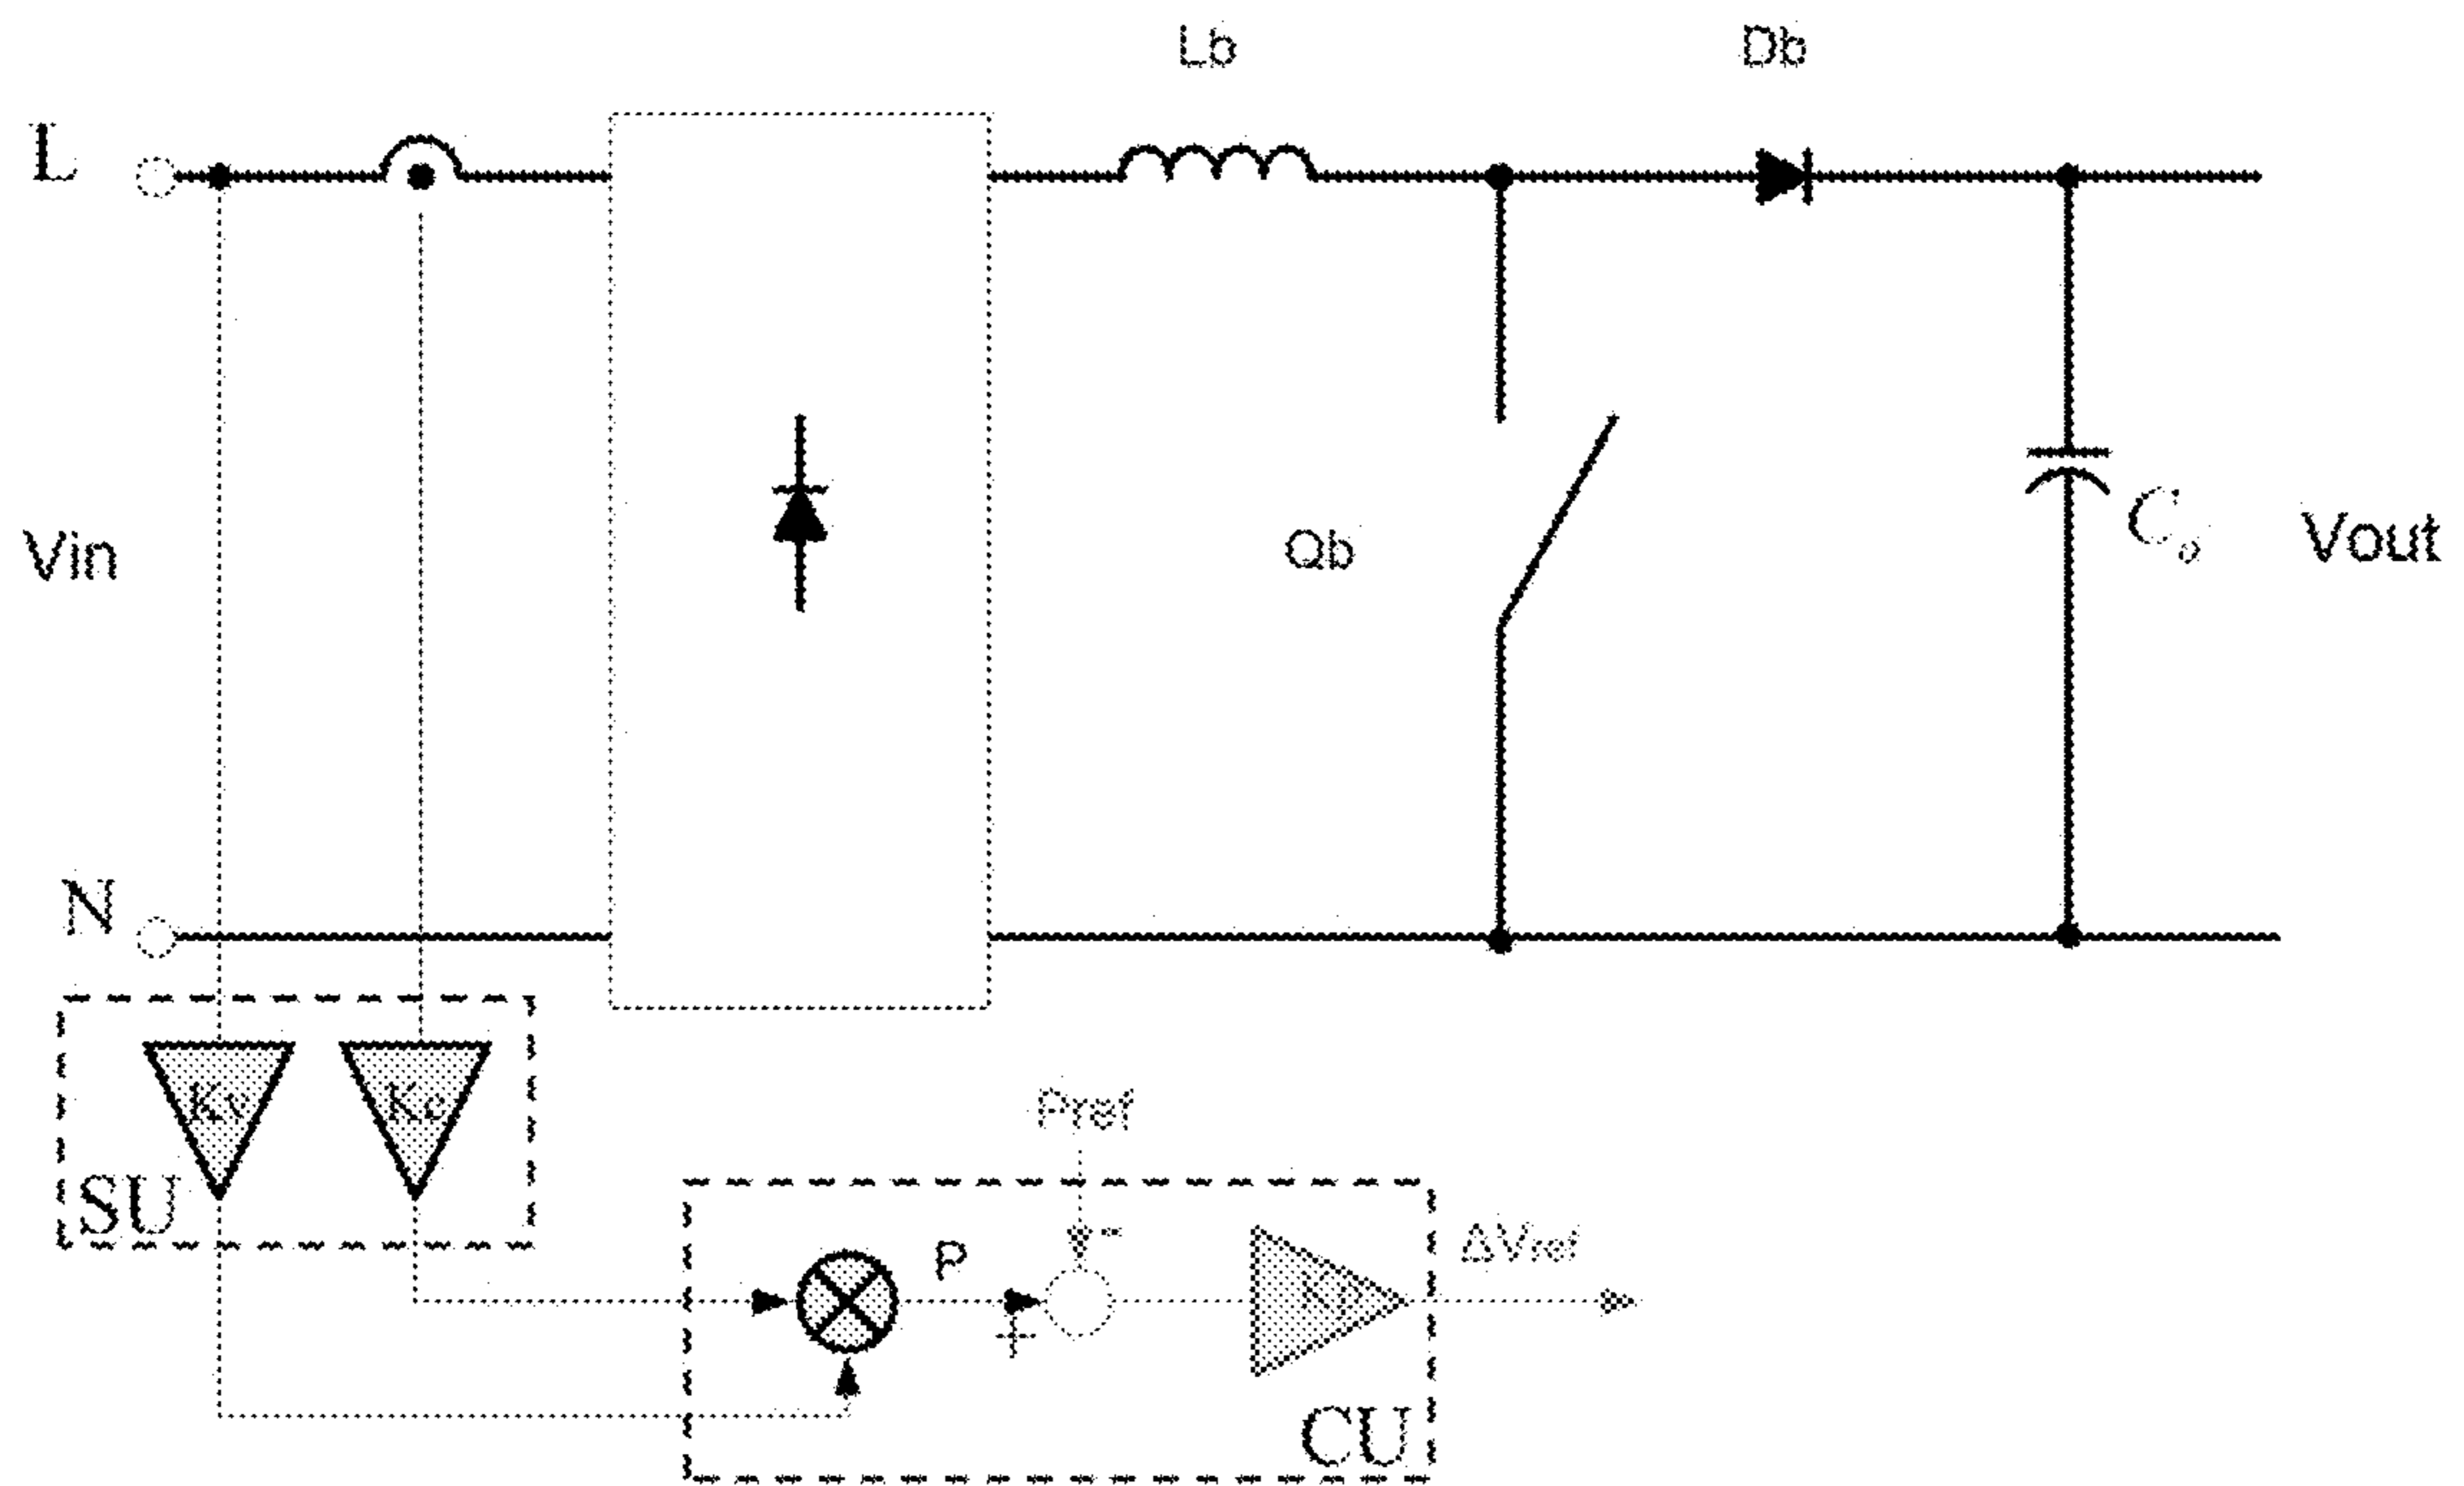 Lb
Db
L
Vin
Qb
Co
Vout
N
Kv
Kc
Pref
SU
-
P
ΔVref
+
CU